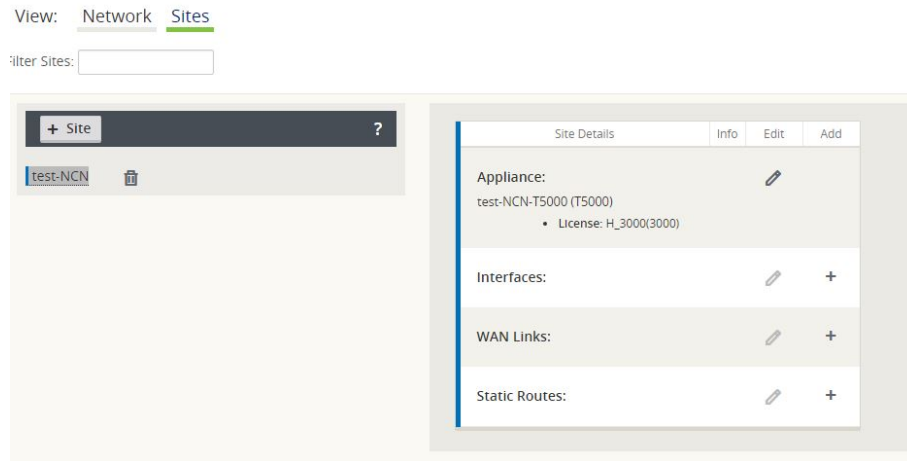 View: Network Sites
Filter Sites:
+ Site ?
test-NCN
Site Details Info Edit Add
Appliance:
test-NCN-T5000 (T5000)
• License: H_3000(3000)
Interfaces: +
WAN Links: +
Static Routes: +